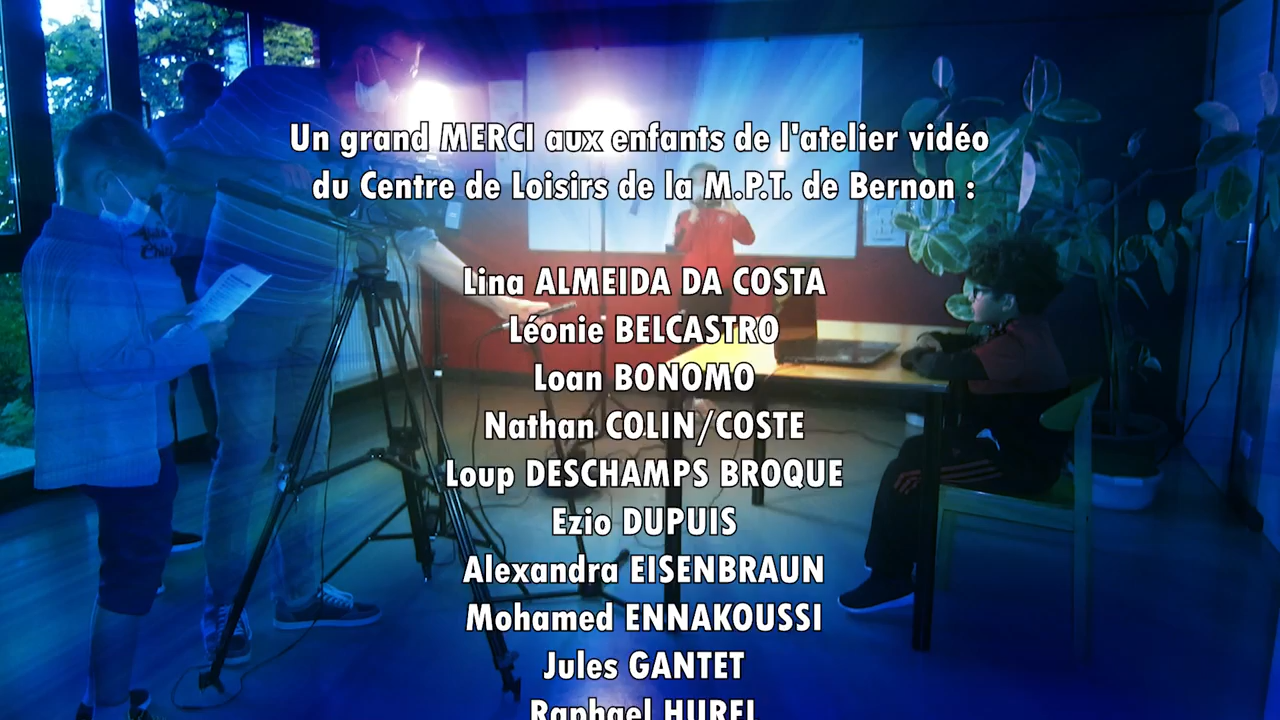 Un grand MERCI aux enfants de l'atelier vidéo
du Centre de Loisirs de la M.P.T. de Bernon :
Lina ALMEIDA DA COSTA
Léonie BELCASTRO
Loan BONOMO
Nathan COLIN/COSTE
Loup DESCHAMPS BROQUE
Ezio DUPUIS
Alexandra EISENBRAUN
Mohamed ENNAKOUSSI
Jules GANTET
Raphael HUREL